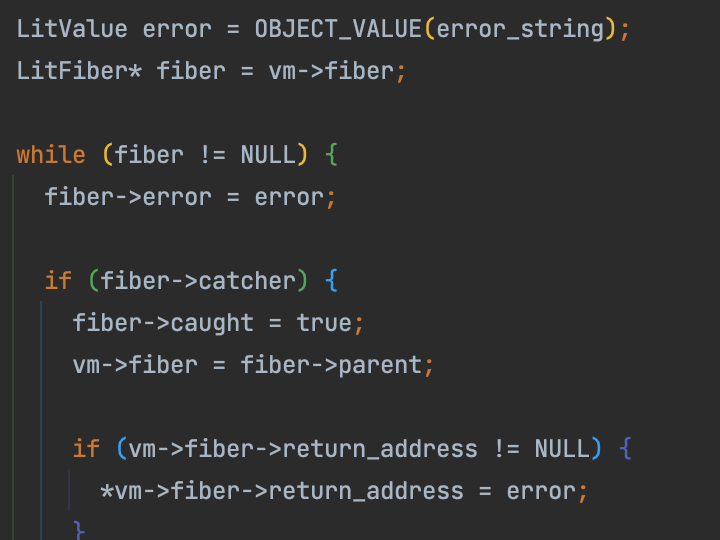 LitValue error = OBJECT_VALUE(error_string);
LitFiber* fiber = vm->fiber;
while (fiber != NULL) {
fiber->error = error;
if (fiber->catcher) {
fiber->caught = true;
vm->fiber = fiber->parent;
if (vm->fiber->return_address != NULL) {
*vm->fiber->return_address = error;
}